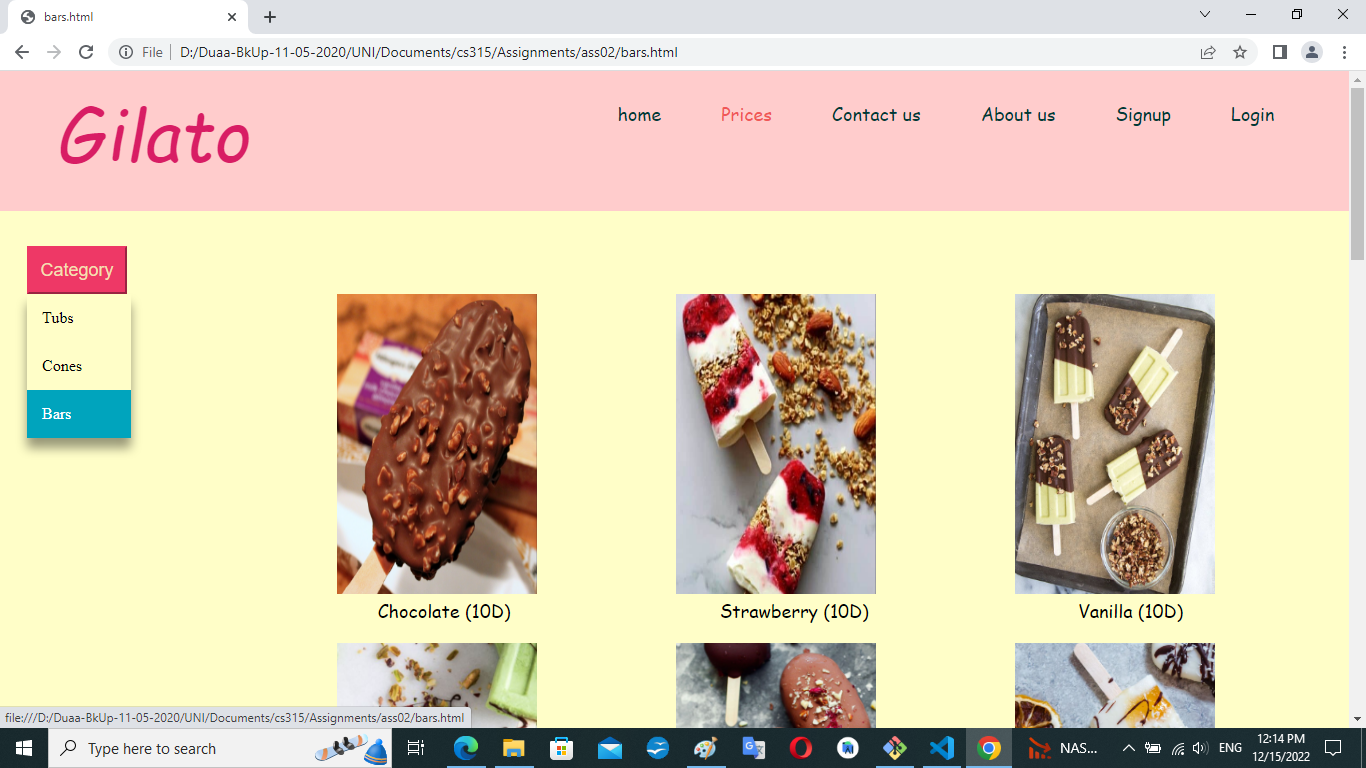 bars.html
File | D:/Duaa-BkUp-11-05-2020/UNI/Documents/cs315/Assignments/ass02/bars.html
Gilato
home Prices Contact us About us Signup Login
Category
Tubs
Cones
Bars
Chocolate (10D) Strawberry (10D) Vanilla (10D)
file:///D:/Duaa-BkUp-11-05-2020/UNI/Documents/cs315/Assignments/ass02/bars.html
Type here to search
NAS...
ENG
12:14 PM
12/15/2022